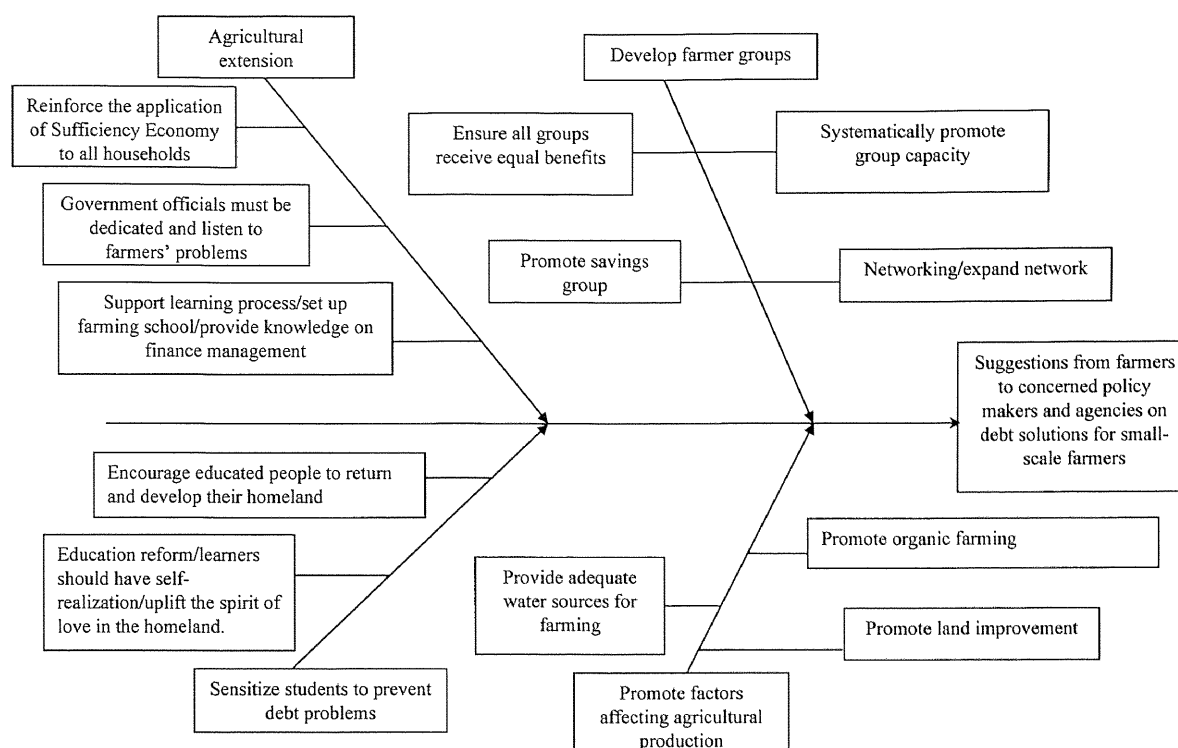 Agricultural
extension
Develop farmer groups
Reinforce the application
of Sufficiency Economy
to all households
Ensure all groups
receive equal benefits
Systematically promote
group capacity
Government officials must be
dedicated and listen to
farmers' problems
Promote savings
group
Networking/expand network
Support learning process/set up
farming school/provide knowledge on
finance management
Suggestions from farmers
to concerned policy
makers and agencies on
debt solutions for small-
scale farmers
Encourage educated people to return
and develop their homeland
Education reform/learners
should have self-
realization/uplift the spirit of
love in the homeland.
Promote organic farming
Provide adequate
water sources for
farming
Promote land improvement
Sensitize students to prevent
debt problems
Promote factors
affecting agricultural
production